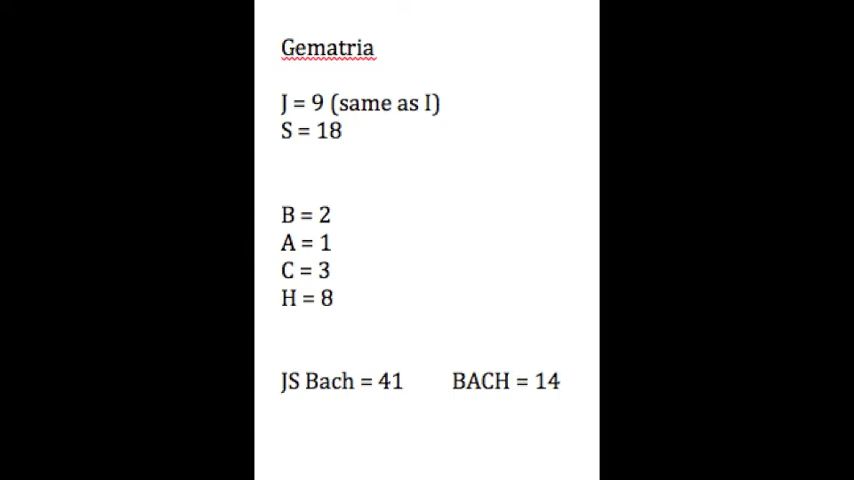 Gematria
J = 9 (same as I)
S = 18
B = 2
A = 1
C = 3
H = 8
JS Bach = 41 BACH = 14